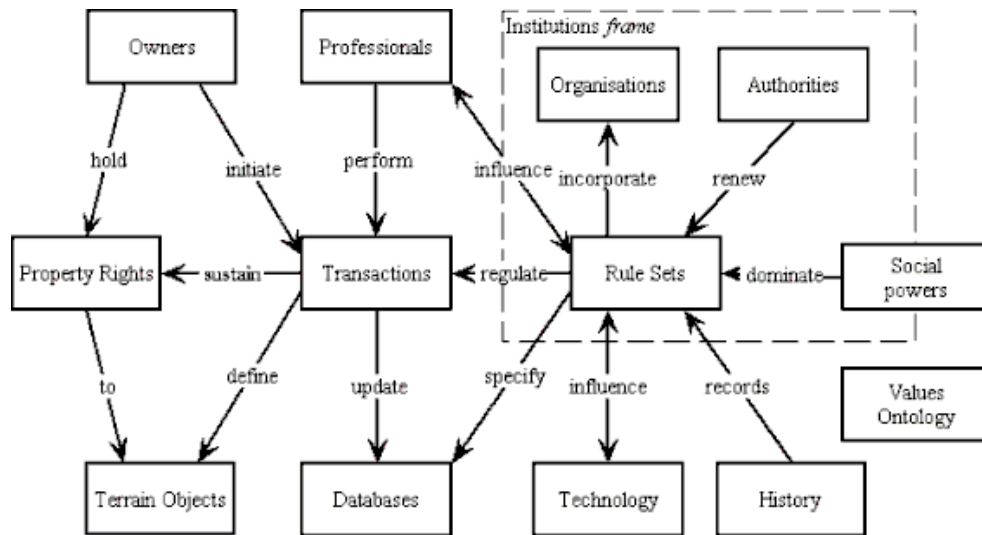 Institutions frame
Owners
Professionals
Organisations
Authorities
hold
initiate
perform
influence
incorporate
renew
Property Rights
sustain
Transactions
regulate
Rule Sets
dominate
Social
powers
to
define
update
specify
influence
records
Values
Ontology
Terrain Objects
Databases
Technology
History